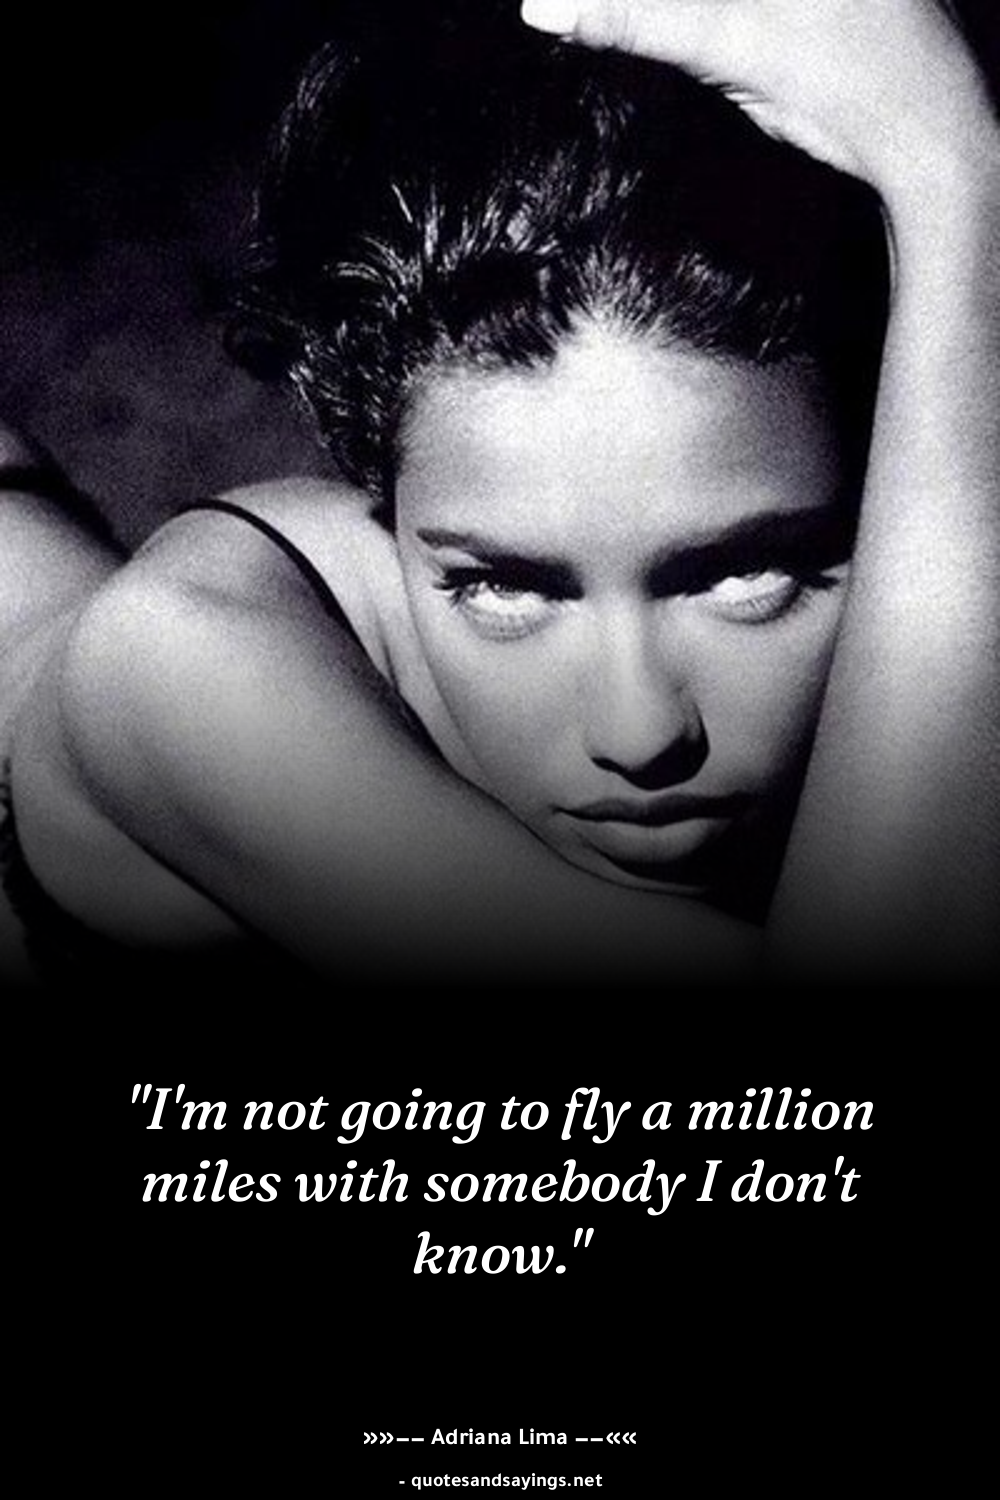 "I'm not going to fly a million
miles with somebody I don't
know."
»»–– Adriana Lima ––««
- quotesandsayings.net